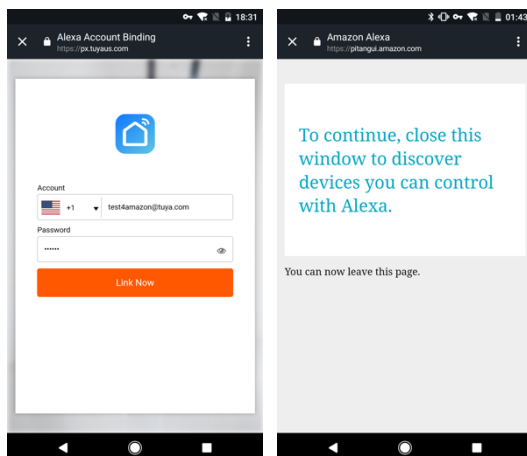 18:31
Alexa Account Binding
https://px.tuyaus.com
Account
+1 test4amazon@tuya.com
Password
······
Link Now
01:43
Amazon Alexa
https://pitangui.amazon.com
To continue, close this
window to discover
devices you can control
with Alexa.
You can now leave this page.